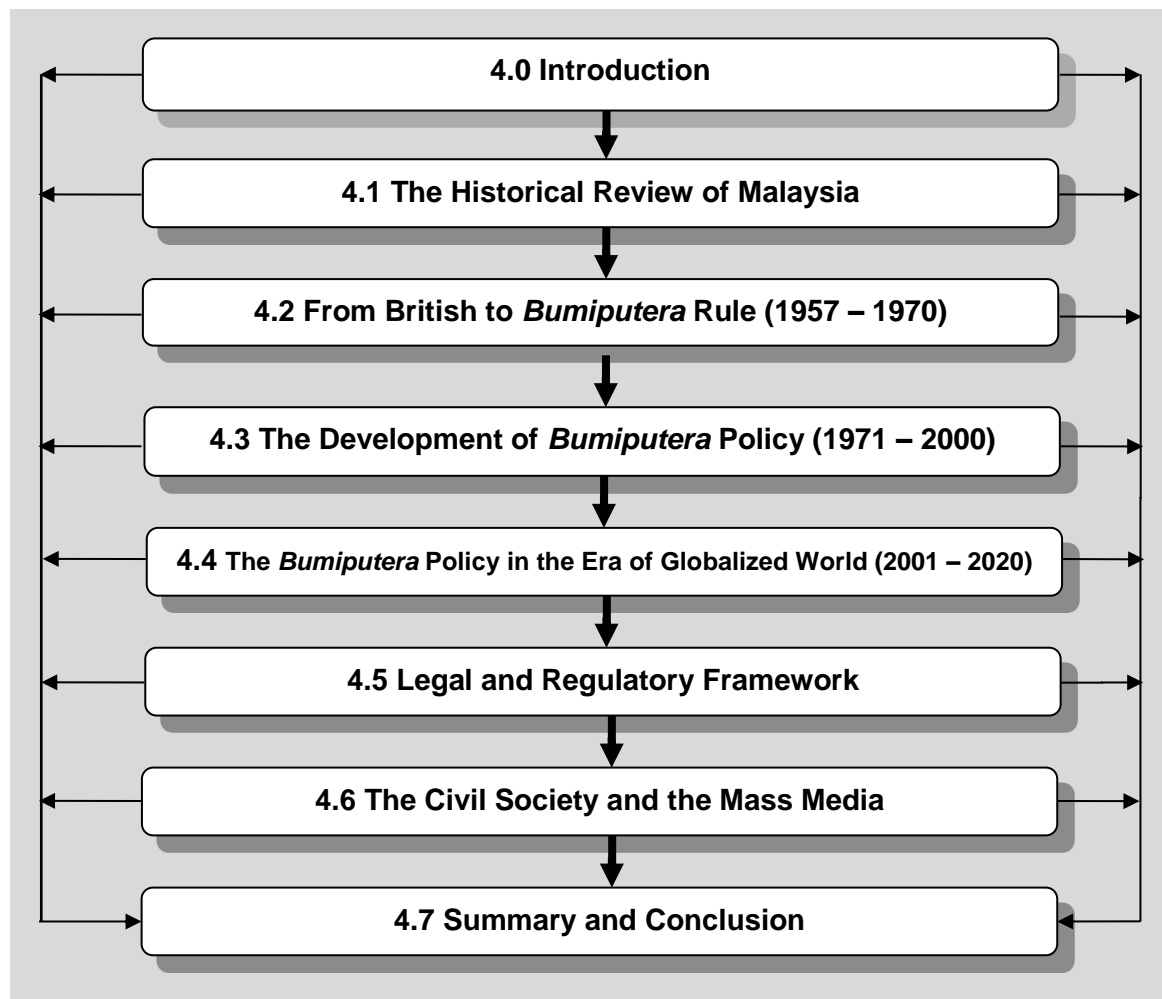 4.0 Introduction
4.1 The Historical Review of Malaysia
4.2 From British to Bumiputera Rule (1957 – 1970)
4.3 The Development of Bumiputera Policy (1971 – 2000)
4.4 The Bumiputera Policy in the Era of Globalized World (2001 – 2020)
4.5 Legal and Regulatory Framework
4.6 The Civil Society and the Mass Media
4.7 Summary and Conclusion